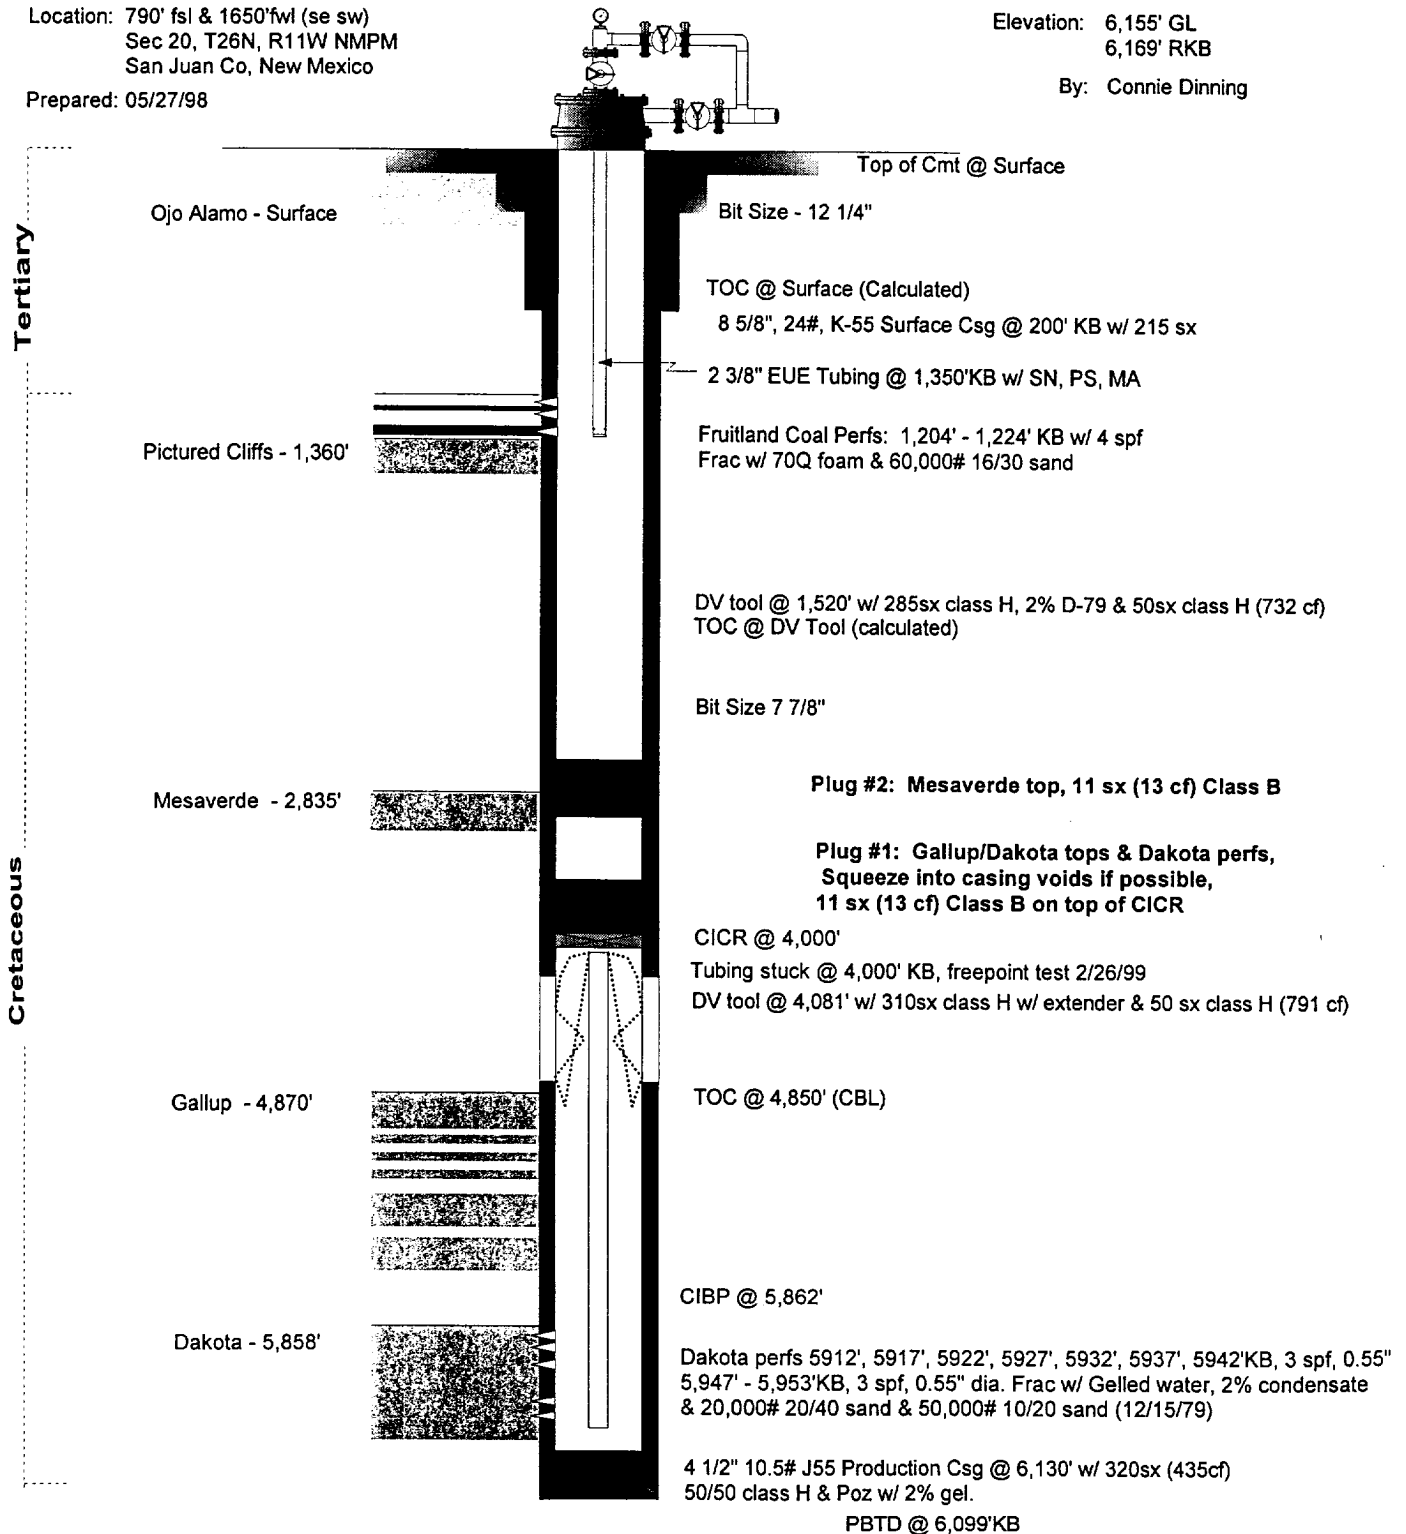 Location: 790' fsl & 1650'fwl (se sw)
Sec 20, T26N, R11W NMPM
San Juan Co, New Mexico
Prepared: 05/27/98
Elevation: 6,155' GL
6,169' RKB
By: Connie Dinning
Top of Cmt @ Surface
Ojo Alamo - Surface
Bit Size - 12 1/4"
Tertiary
TOC @ Surface (Calculated)
8 5/8", 24#, K-55 Surface Csg @ 200' KB w/ 215 sx
2 3/8" EUE Tubing @ 1,350'KB w/ SN, PS, MA
Pictured Cliffs - 1,360'
Fruitland Coal Perfs: 1,204' - 1,224' KB w/ 4 spf
Frac w/ 70Q foam & 60,000# 16/30 sand
DV tool @ 1,520' w/ 285sx class H, 2% D-79 & 50sx class H (732 cf)
TOC @ DV Tool (calculated)
Bit Size 7 7/8"
Mesaverde - 2,835'
Plug #2: Mesaverde top, 11 sx (13 cf) Class B
Plug #1: Gallup/Dakota tops & Dakota perfs,
Squeeze into casing voids if possible,
11 sx (13 cf) Class B on top of CICR
Cretaceous
CICR @ 4,000'
Tubing stuck @ 4,000' KB, freepoint test 2/26/99
DV tool @ 4,081' w/ 310sx class H w/ extender & 50 sx class H (791 cf)
Gallup - 4,870'
TOC @ 4,850' (CBL)
CIBP @ 5,862'
Dakota - 5,858'
Dakota perfs 5912', 5917', 5922', 5927', 5932', 5937', 5942'KB, 3 spf, 0.55"
5,947' - 5,953'KB, 3 spf, 0.55" dia. Frac w/ Gelled water, 2% condensate
& 20,000# 20/40 sand & 50,000# 10/20 sand (12/15/79)
4 1/2" 10.5# J55 Production Csg @ 6,130' w/ 320sx (435cf)
50/50 class H & Poz w/ 2% gel.
PBTD @ 6,099'KB